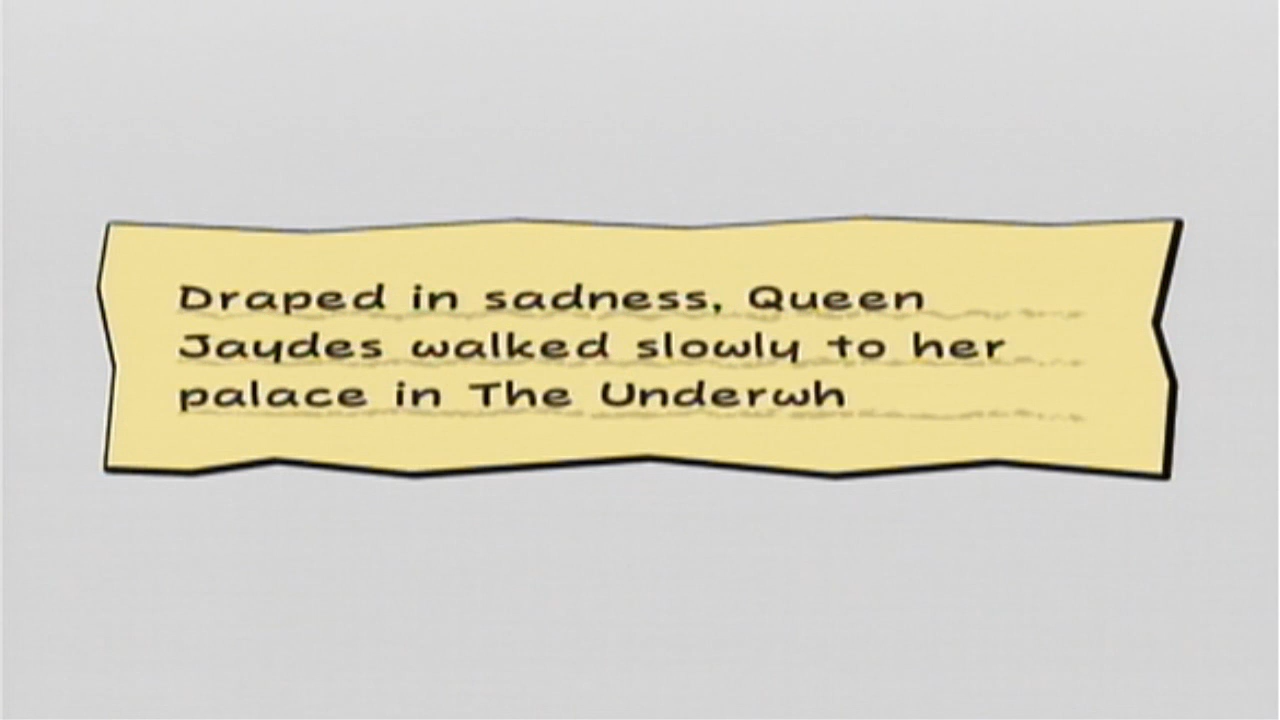 Draped in sadness, Queen
Jaydes walked slowly to her
palace in The Underwh